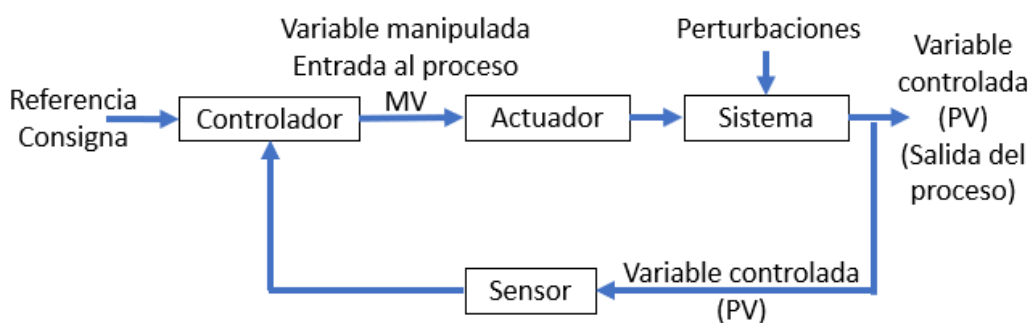 Variable manipulada
Entrada al proceso
MV
Perturbaciones
Variable
controlada
(PV)
(Salida del
proceso)
Referencia
Consigna
Controlador
Actuador
Sistema
Sensor
Variable controlada
(PV)